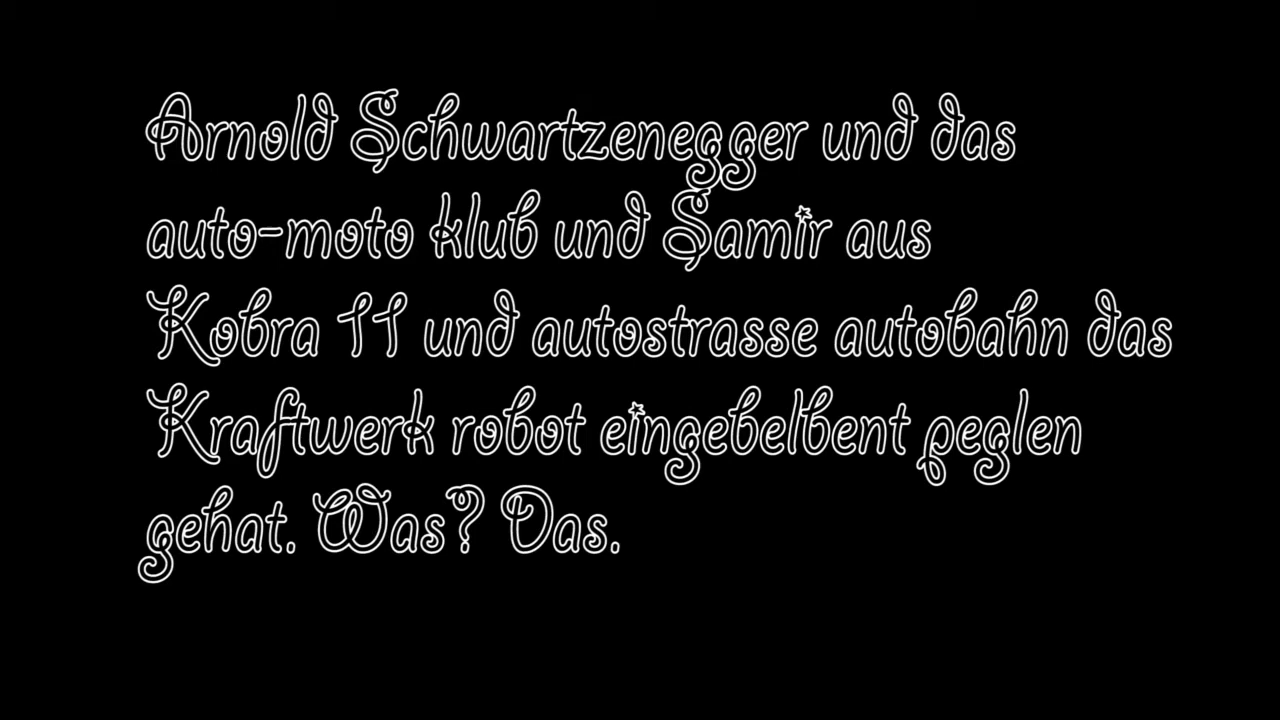 Arnold Schwartzenegger und das
auto-moto klub und Samir aus
Kobra 11 und autostrasse autobahn das
Kraftwerk robot eingebelbent peglen
gehat. Was? Das.